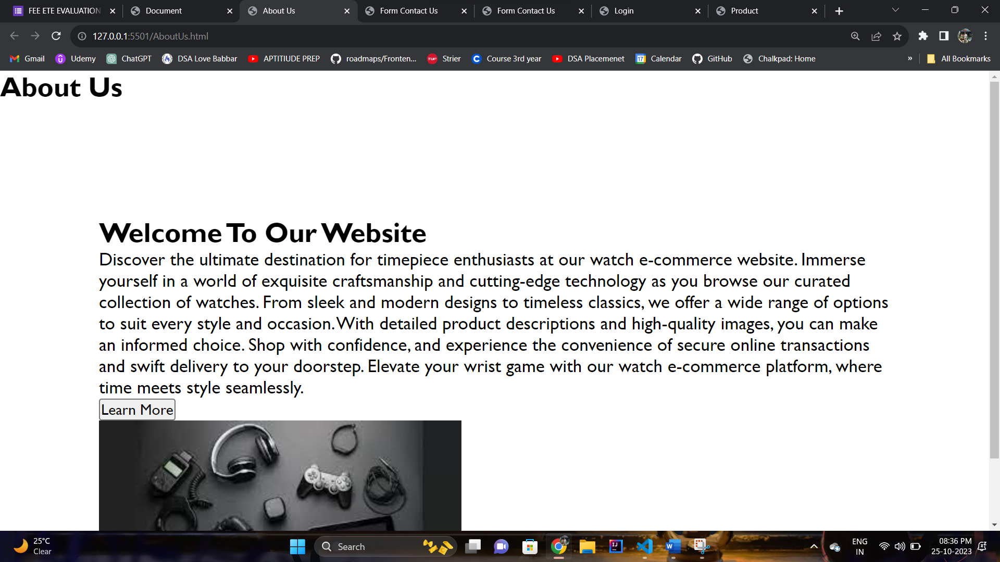 FEE ETE EVALUATION
Document
About Us
Form Contact Us
Form Contact Us
Login
Product
127.0.0.1:5501/AboutUs.html
Gmail
Udemy
ChatGPT
DSA Love Babbar
APTITIUDE PREP
roadmaps/Fronten...
TUF
Strier
Course 3rd year
DSA Placemenet
17
Calendar
GitHub
Chalkpad: Home
»
All Bookmarks
About Us
Welcome To Our Website
Discover the ultimate destination for timepiece enthusiasts at our watch e-commerce website. Immerse
yourself in a world of exquisite craftsmanship and cutting-edge technology as you browse our curated
collection of watches. From sleek and modern designs to timeless classics, we offer a wide range of options
to suit every style and occasion. With detailed product descriptions and high-quality images, you can make
an informed choice. Shop with confidence, and experience the convenience of secure online transactions
and swift delivery to your doorstep. Elevate your wrist game with our watch e-commerce platform, where
time meets style seamlessly.
Learn More
25°C
Clear
Search
ENG
IN
08:36 PM
25-10-2023